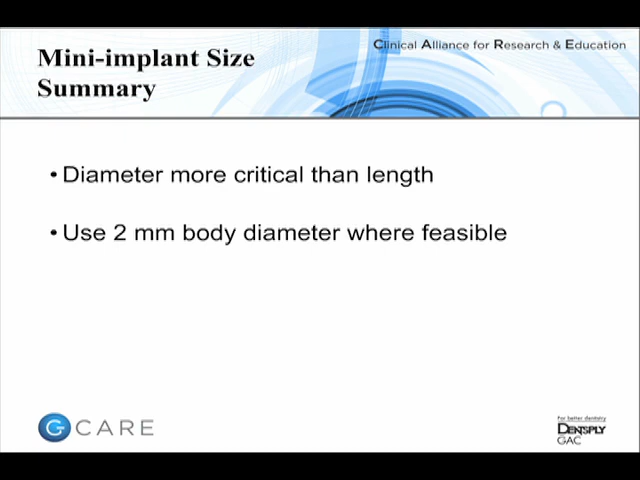 Clinical Alliance for Research & Education
Mini-implant Size
Summary
• Diameter more critical than length
• Use 2 mm body diameter where feasible
G CARE
For better dentistry
DENTSPLY
GAC